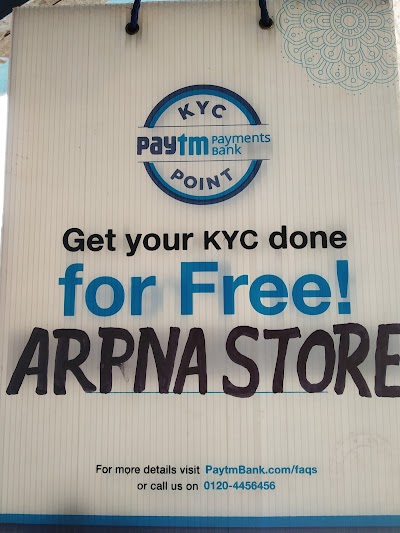 KYC
Paytm Payments
Bank
POINT
Get your KYC done
for Free!
ARPNA STORE
For more details visit PaytmBank.com/faqs
or call us on 0120-4456456